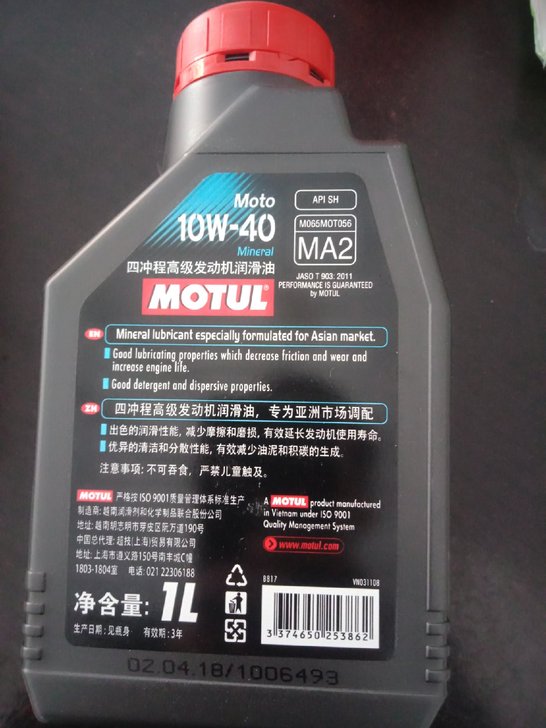 Moto
10W-40
Mineral
四冲程高级发动机润滑油
MOTUL®
API SH
M065MOT056
MA2
JASO T 903: 2011
PERFORMANCE IS GUARANTEED
by MOTUL
EN Mineral lubricant especially formulated for Asian market.
Good lubricating properties which decrease friction and wear and
increase engine life.
Good detergent and dispersive properties.
ZH 四冲程高级发动机润滑油，专为亚洲市场调配
出色的润滑性能，减少摩擦和磨损，有效延长发动机使用寿命。
优异的清洁和分散性能，有效减少油泥和积碳的生成。
注意事项：不可吞食，严禁儿童触及。
MOTUL 严格按ISO 9001质量管理体系标准生产
制造商：越南润滑剂和化学制品联合股份公司
地址：越南胡志明市芽皮区阮万道190号
中国总代理：超技(上海)贸易有限公司
地址：上海市遵义路150号南丰城C幢
1803-1804室 电话：021 22306188
A MOTUL product manufactured
in Vietnam under ISO 9001
Quality Management System
www.motul.com
净含量：1L
生产日期：见瓶身 有效期：3年
BB17
VN031108
3 374650 253862
02.04.18/1006493